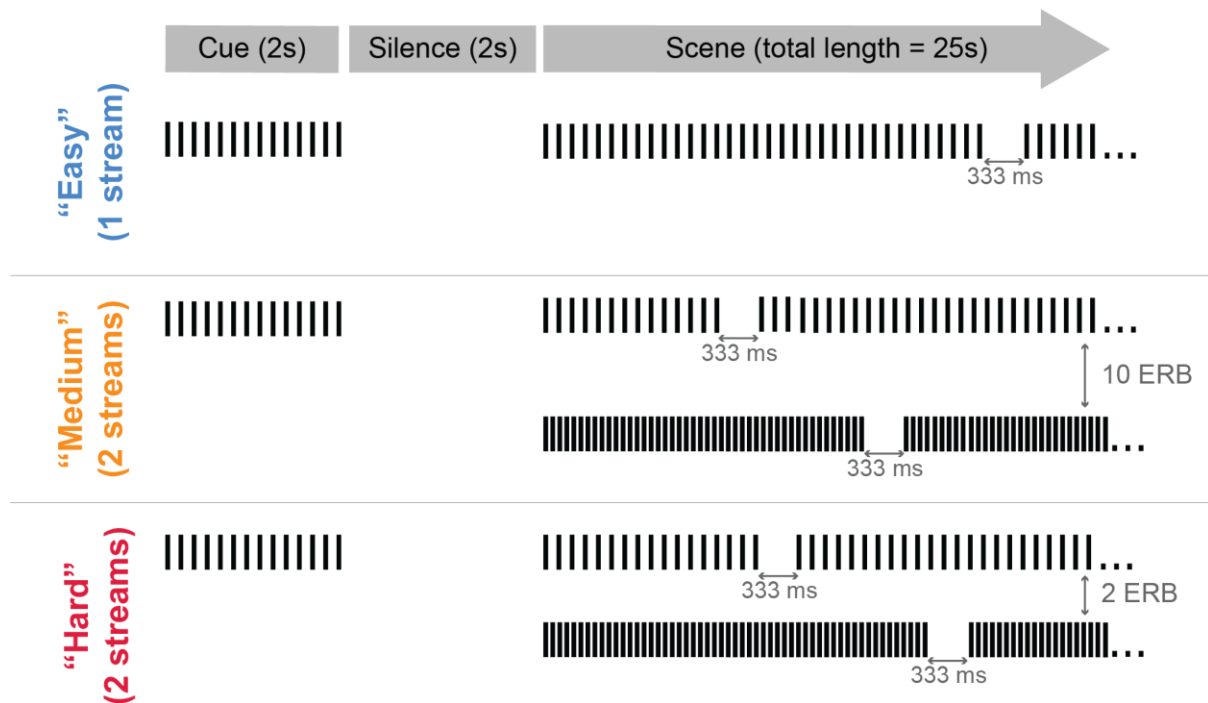 Cue (2s)
Silence (2s)
Scene (total length = 25s)
“Easy”
(1 stream)
...
333 ms
“Medium”
(2 streams)
...
333 ms
10 ERB
...
333 ms
“Hard”
(2 streams)
...
333 ms
2 ERB
...
333 ms